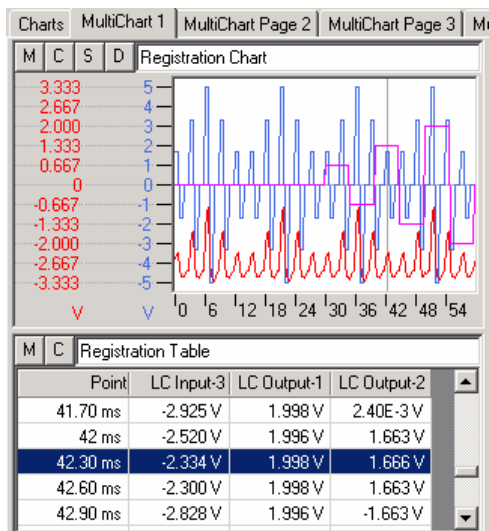 Charts MultiChart 1 MultiChart Page 2 MultiChart Page 3
M C S D Registration Chart
3.333 5
2.667 4
2.000 3
1.333 2
0.667 1
0 0
-0.667 -1
-1.333 -2
-2.000 -3
-2.667 -4
-3.333 -5
V V 0 6 12 18 24 30 36 42 48 54
M C Registration Table
Point LC Input-3 LC Output-1 LC Output-2
41.70 ms -2.925 V 1.998 V 2.40E-3 V
42 ms -2.520 V 1.996 V 1.663 V
42.30 ms -2.334 V 1.998 V 1.666 V
42.60 ms -2.300 V 1.998 V 1.663 V
42.90 ms -2.828 V 1.996 V -1.663 V